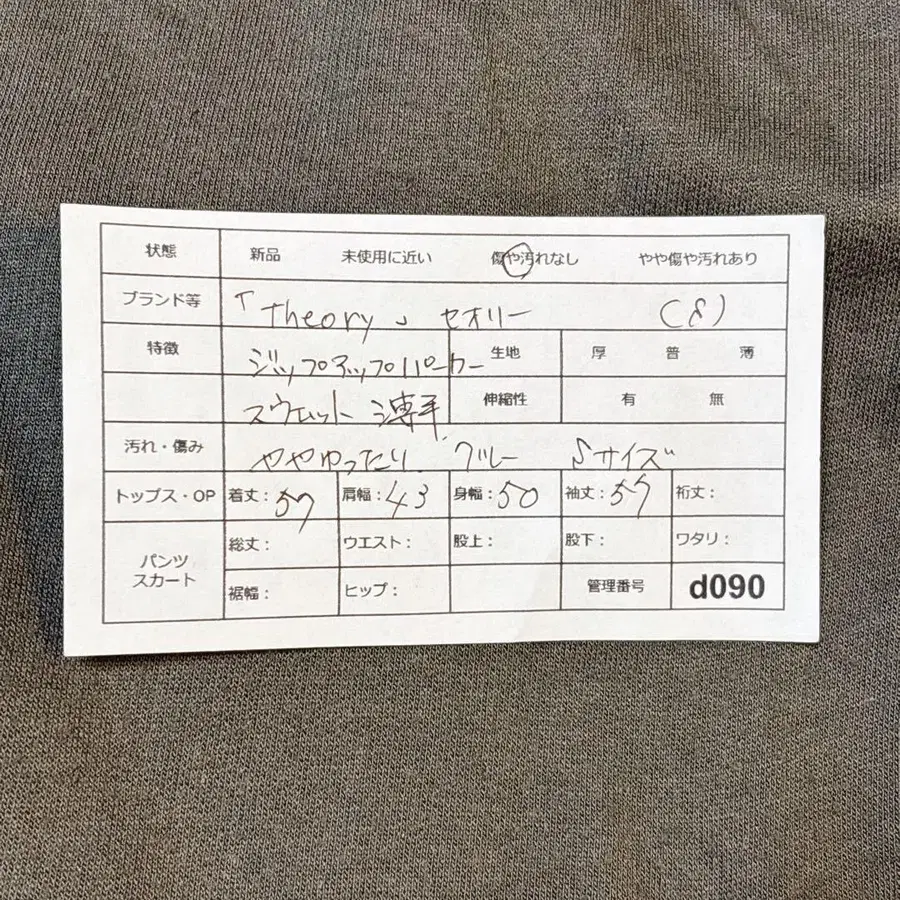 状態 新品 未使用に近い 傷や汚れなし やや傷や汚れあり
ブランド等 「Theory」 セオリー (S)
特徴 ジップアップパーカー 生地 厚 普 薄
スウェット 薄手 伸縮性 有 無
汚れ・傷み ややゆったり グレー Sサイズ
トップス・OP 着丈:57 肩幅:43 身幅:50 袖丈:57 裄丈:
パンツ スカート 総丈: ウエスト: 股上: 股下: ワタリ:
裾幅: ヒップ: 管理番号 d090